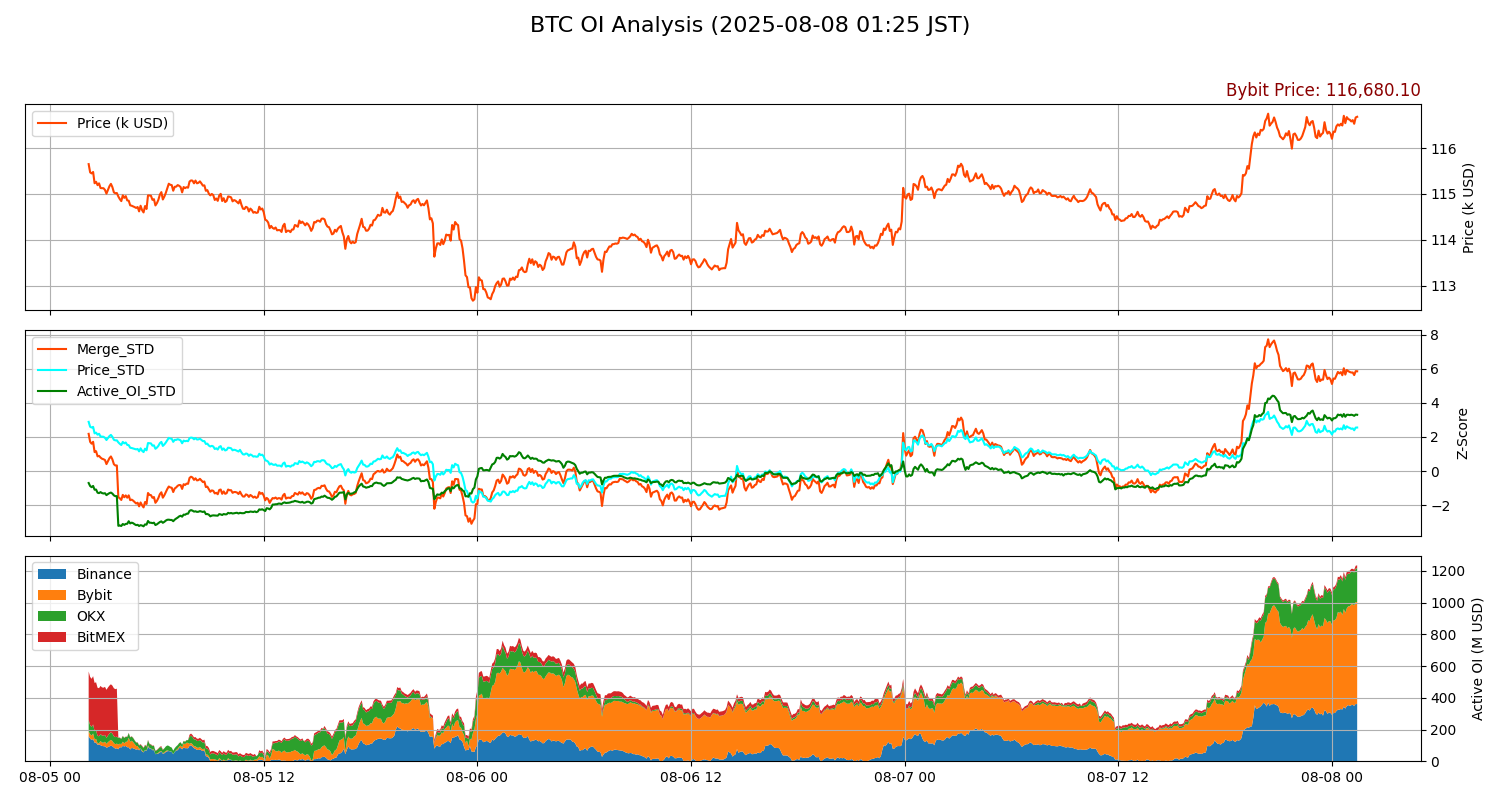 BTC OI Analysis (2025-08-08 01:25 JST)
Bybit Price: 116,680.10
Price (k USD)
116
115
114
113
Price (k USD)
Merge_STD
Price_STD
Active_OI_STD
8
6
4
2
0
−2
Z-Score
Binance
Bybit
OKX
BitMEX
1200
1000
800
600
400
200
0
Active OI (M USD)
08-05 00
08-05 12
08-06 00
08-06 12
08-07 00
08-07 12
08-08 00